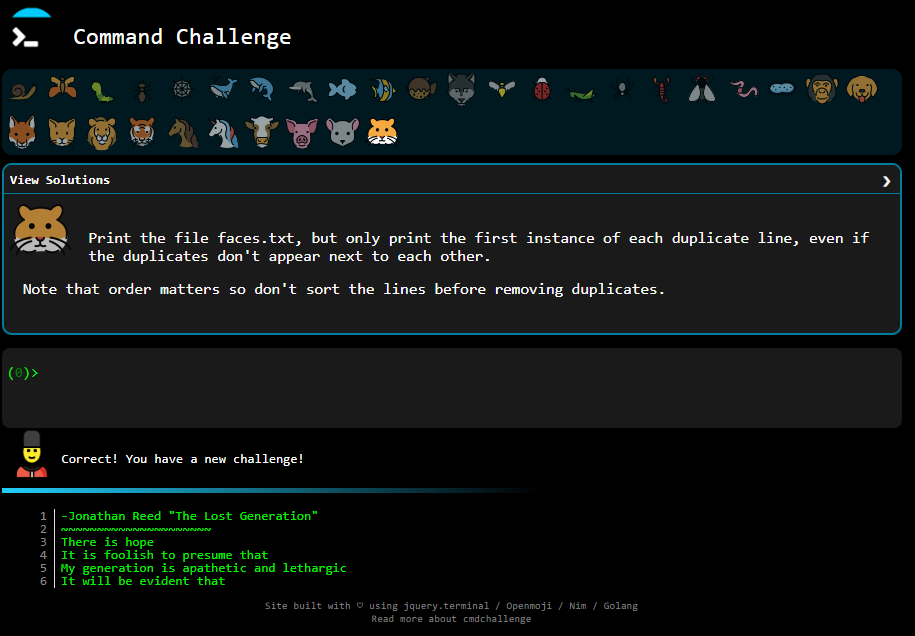 Command Challenge
View Solutions
Print the file faces.txt, but only print the first instance of each duplicate line, even if
the duplicates don't appear next to each other.
Note that order matters so don't sort the lines before removing duplicates.
(0)>
Correct! You have a new challenge!
1 -Jonathan Reed "The Lost Generation"
2 ~~~~~~~~~~~~~~~~~~~~~
3 There is hope
4 It is foolish to presume that
5 My generation is apathetic and lethargic
6 It will be evident that
Site built with ♡ using jquery.terminal / Openmoji / Nim / Golang
Read more about cmdchallenge